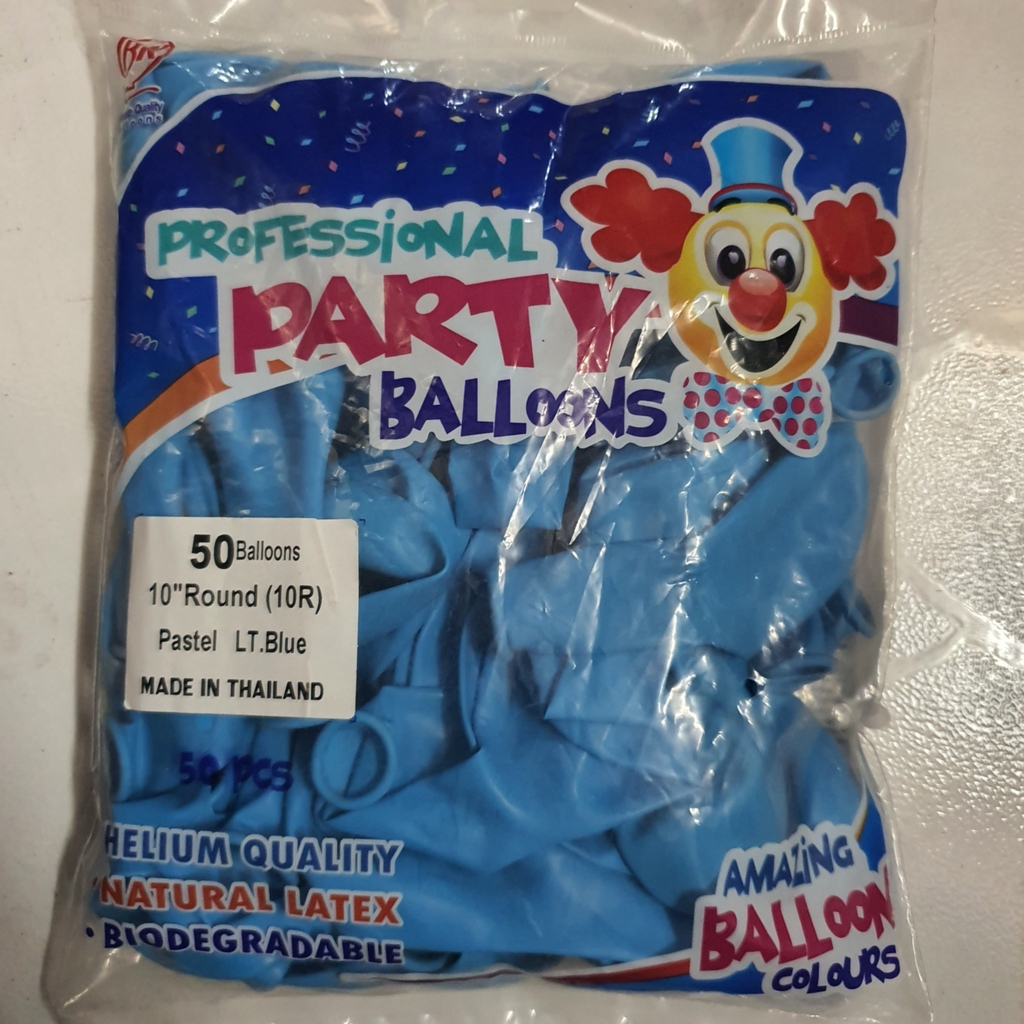 Quality
PROFESSiONAL
PARTY
BALLOONS
50 Balloons
10"Round (10R)
Pastel LT.Blue
MADE IN THAILAND
50 pcs
HELIUM QUALITY
NATURAL LATEX
• BIODEGRADABLE
AMAZiNG
BALLOON
COLOURS